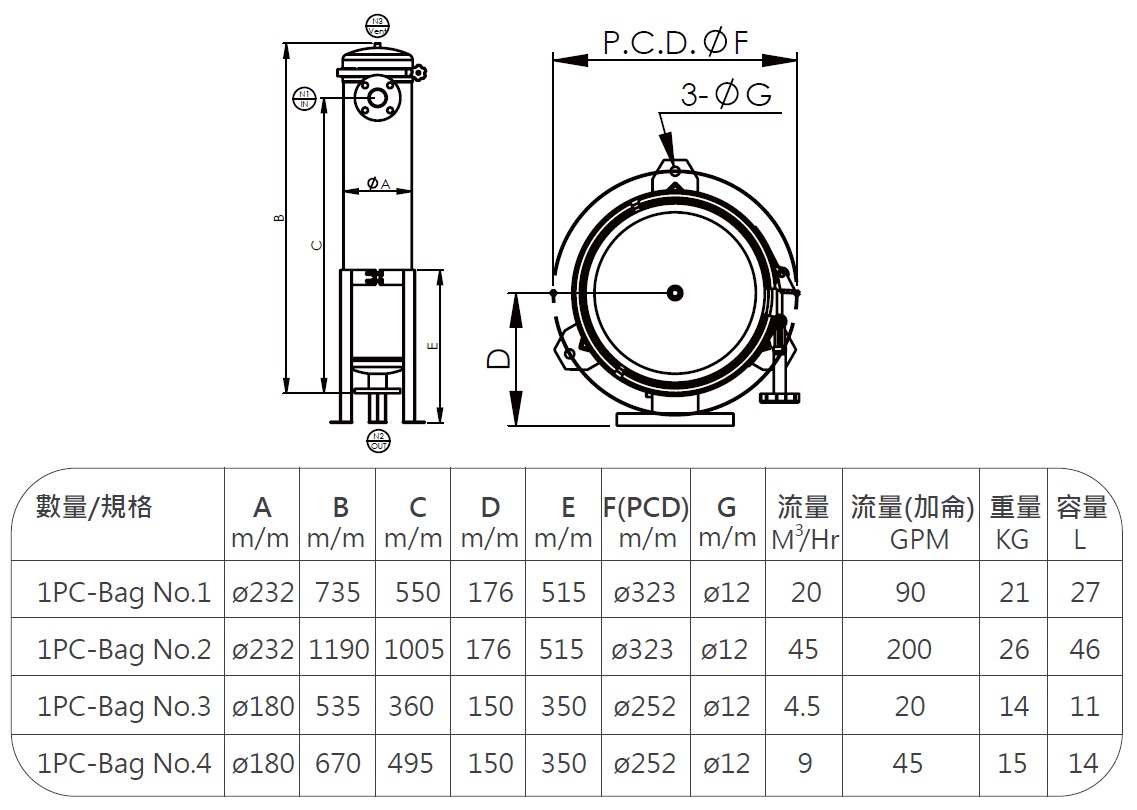 N3
Vent
P.C.D. ØF
3-ØG
N1
IN
ØA
B
C
E
D
N2
OUT
數量/規格 A B C D E F(PCD) G 流量 流量(加侖) 重量 容量
m/m m/m m/m m/m m/m m/m m/m M³/Hr GPM KG L
1PC-Bag No.1 ø232 735 550 176 515 ø323 ø12 20 90 21 27
1PC-Bag No.2 ø232 1190 1005 176 515 ø323 ø12 45 200 26 46
1PC-Bag No.3 ø180 535 360 150 350 ø252 ø12 4.5 20 14 11
1PC-Bag No.4 ø180 670 495 150 350 ø252 ø12 9 45 15 14